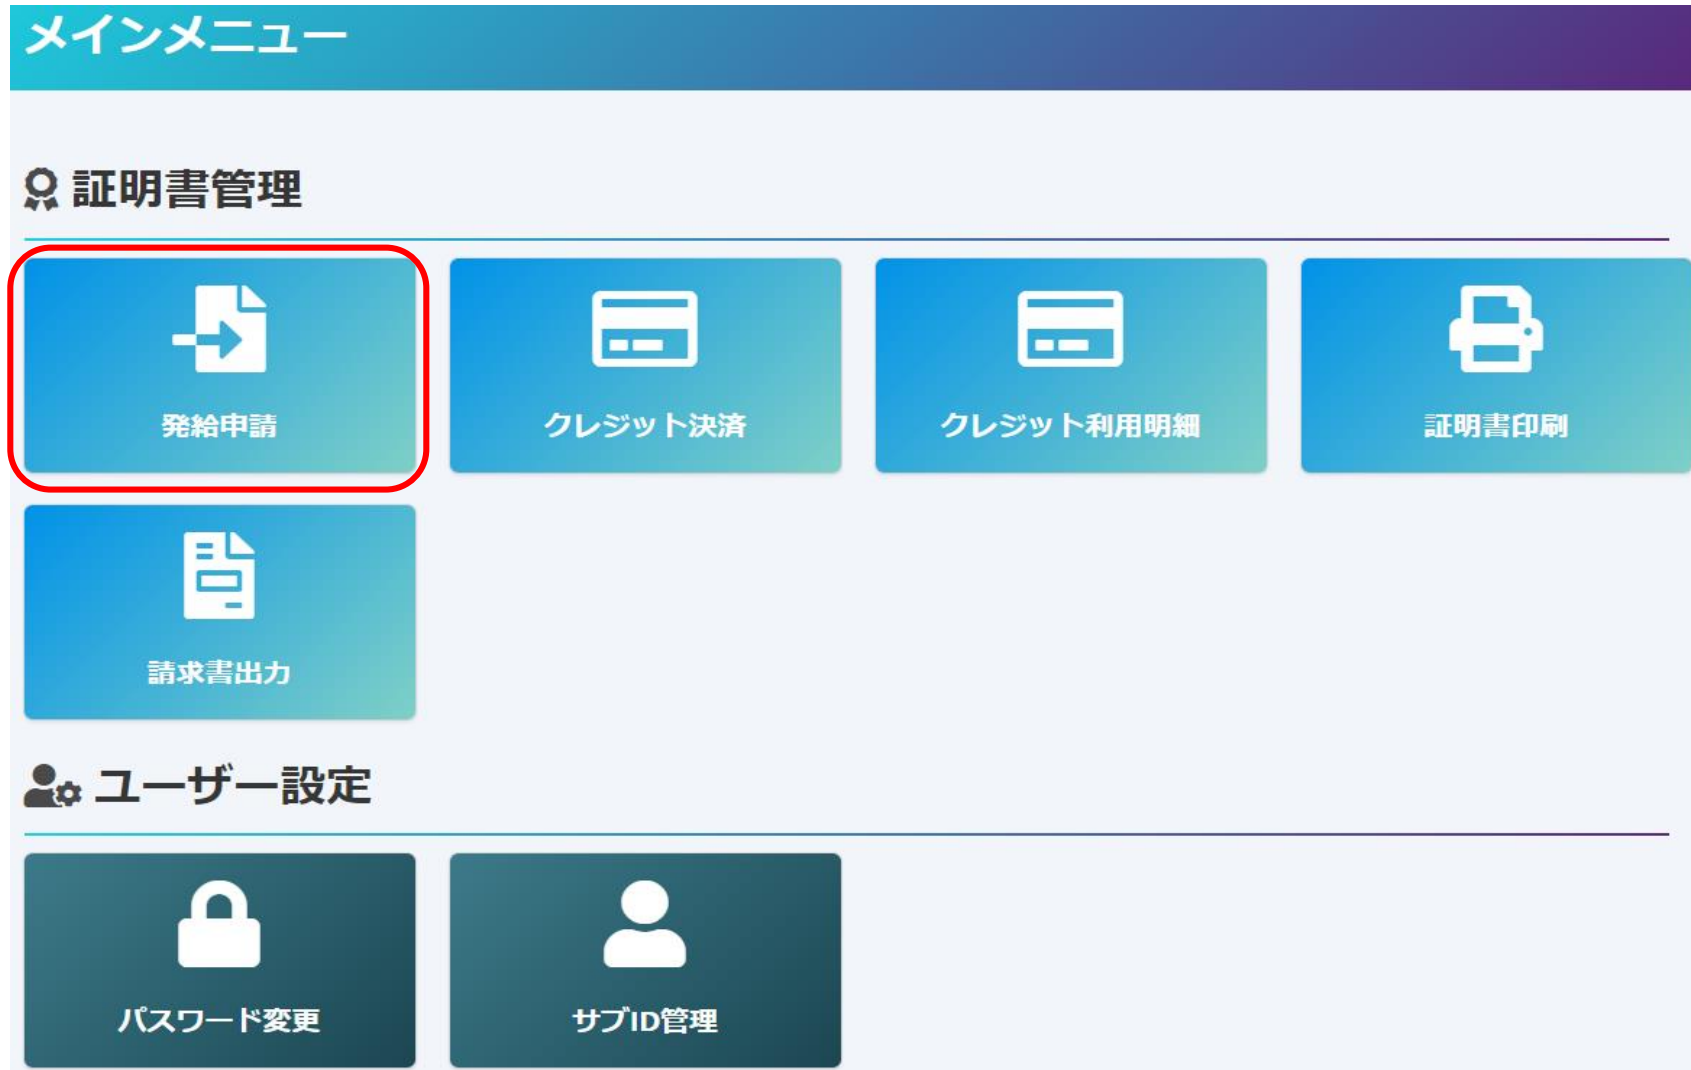 メインメニュー
証明書管理
発給申請
クレジット決済
クレジット利用明細
証明書印刷
請求書出力
ユーザー設定
パスワード変更
サブID管理